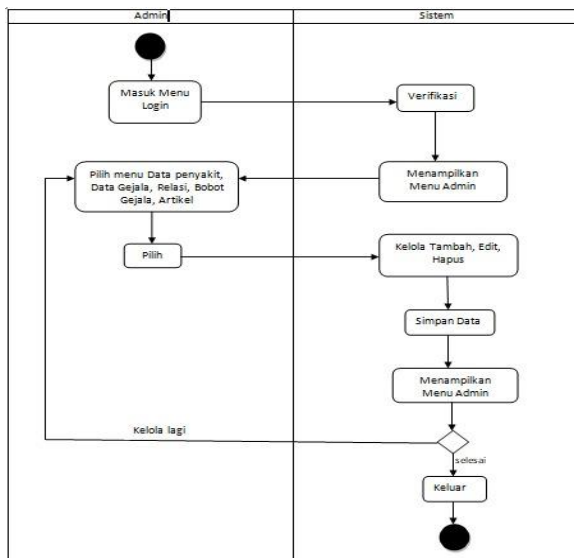 Admin
Sistem
Masuk Menu
Login
Verifikasi
Menampilkan
Menu Admin
Pilih menu Data penyakit,
Data Gejala, Relasi, Bobot
Gejala, Artikel
Pilih
Kelola Tambah, Edit,
Hapus
Simpan Data
Menampilkan
Menu Admin
Kelola lagi
selesai
Keluar